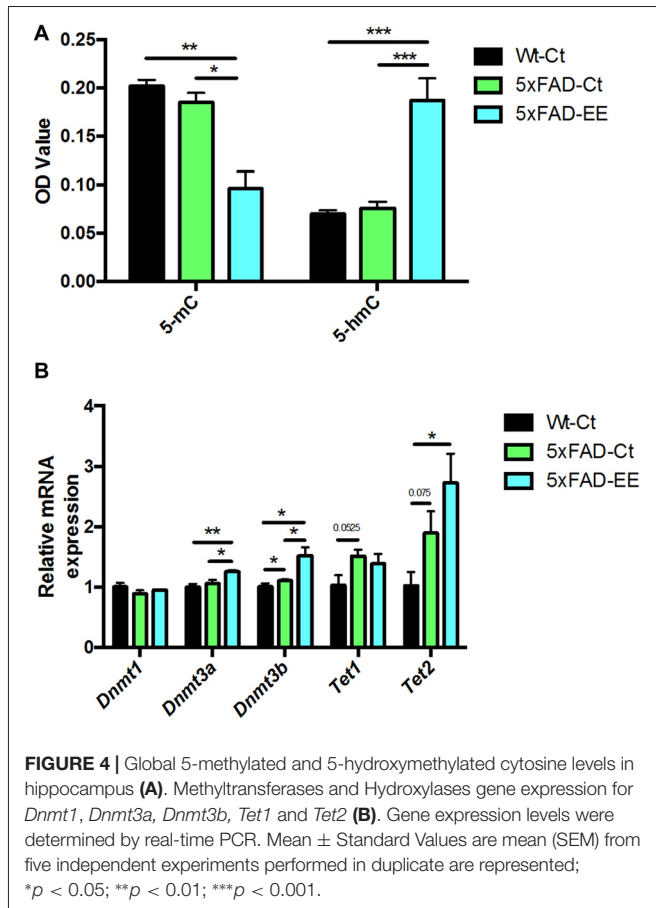 A
0.25
0.20
0.15
0.10
0.05
0.00
OD Value
**
*
***
***
5-mC
5-hmC
Wt-Ct
5xFAD-Ct
5xFAD-EE
B
4
3
2
1
0
Relative mRNA
expression
**
*
*
*
*
0.0525
0.075
*
Dnmt1
Dnmt3a
Dnmt3b
Tet1
Tet2
Wt-Ct
5xFAD-Ct
5xFAD-EE
FIGURE 4 | Global 5-methylated and 5-hydroxymethylated cytosine levels in
hippocampus (A). Methyltransferases and Hydroxylases gene expression for
Dnmt1, Dnmt3a, Dnmt3b, Tet1 and Tet2 (B). Gene expression levels were
determined by real-time PCR. Mean ± Standard Values are mean (SEM) from
five independent experiments performed in duplicate are represented;
*p < 0.05; **p < 0.01; ***p < 0.001.